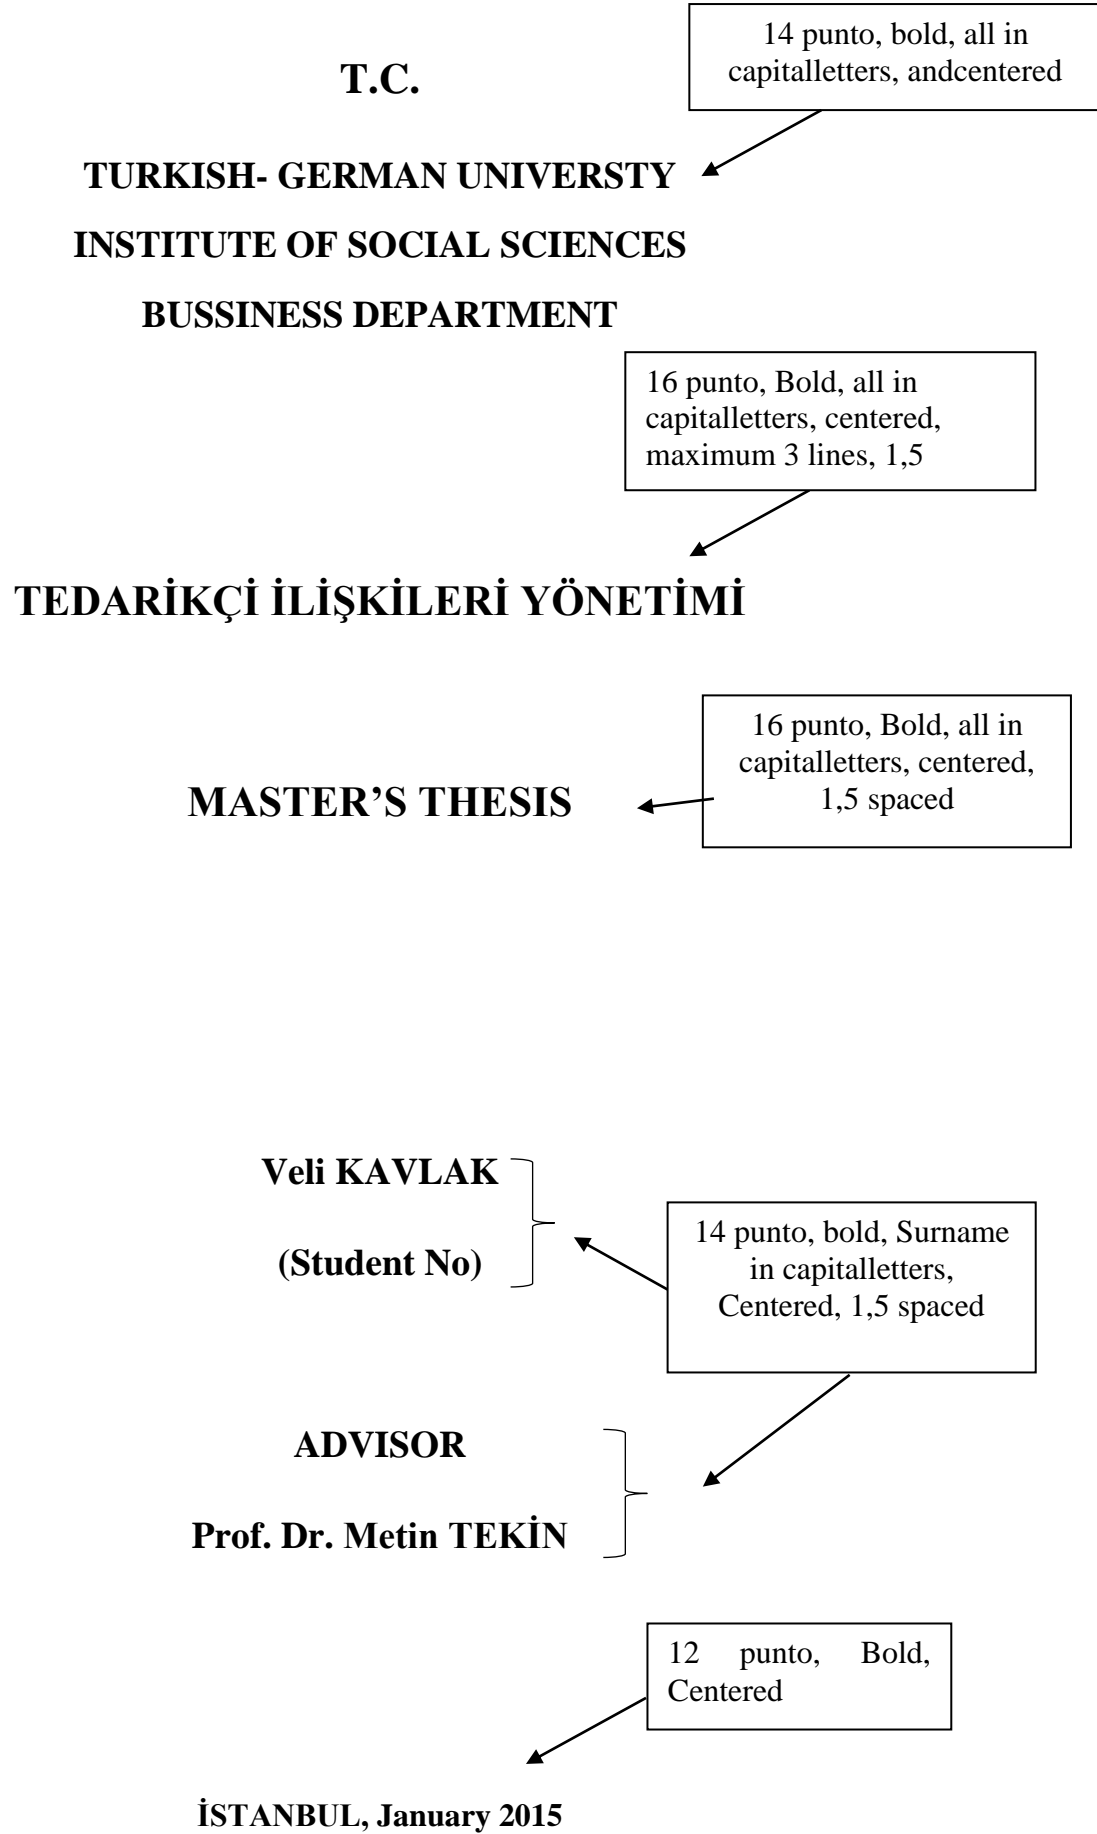 14 punto, bold, all in
capitalletters, andcentered
T.C.
TURKISH- GERMAN UNIVERSTY
INSTITUTE OF SOCIAL SCIENCES
BUSSINESS DEPARTMENT
16 punto, Bold, all in
capitalletters, centered,
maximum 3 lines, 1,5
TEDARİKÇİ İLİŞKİLERİ YÖNETİMİ
16 punto, Bold, all in
capitalletters, centered,
1,5 spaced
MASTER’S THESIS
Veli KAVLAK
(Student No)
14 punto, bold, Surname
in capitalletters,
Centered, 1,5 spaced
ADVISOR
Prof. Dr. Metin TEKİN
12 punto, Bold,
Centered
İSTANBUL, January 2015